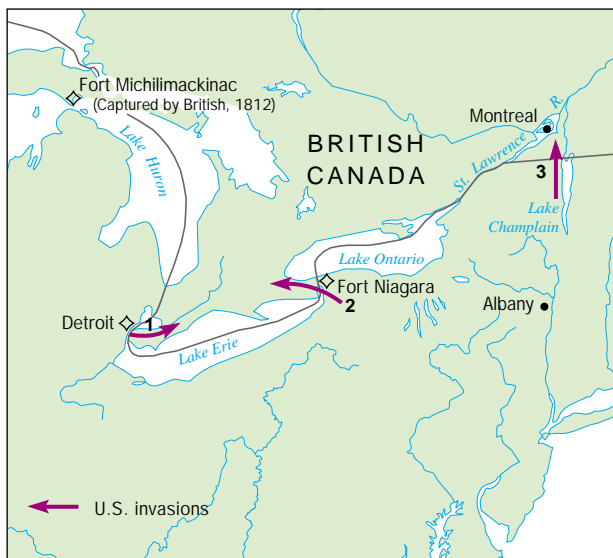 Fort Michilimackinac
(Captured by British, 1812)
Lake Huron
BRITISH
CANADA
Montreal
St. Lawrence R.
3
Lake
Champlain
Lake Ontario
Fort Niagara
2
Albany
Detroit
1
Lake Erie
U.S. invasions